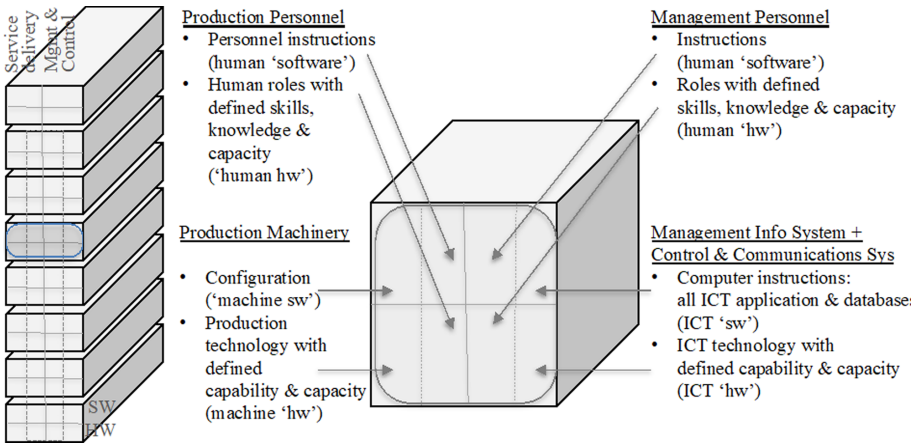 Service
delivery
Mgmt &
Control
SW
HW
Production Personnel
• Personnel instructions
(human ‘software’)
• Human roles with
defined skills,
knowledge &
capacity
(‘human hw’)
Management Personnel
• Instructions
(human ‘software’)
• Roles with defined
skills, knowledge & capacity
(human ‘hw’)
Production Machinery
• Configuration
(‘machine sw’)
• Production
technology with
defined
capability & capacity
(machine ‘hw’)
Management Info System +
Control & Communications Sys
• Computer instructions:
all ICT application & databases
(ICT ‘sw’)
• ICT technology with
defined capability & capacity
(ICT ‘hw’)